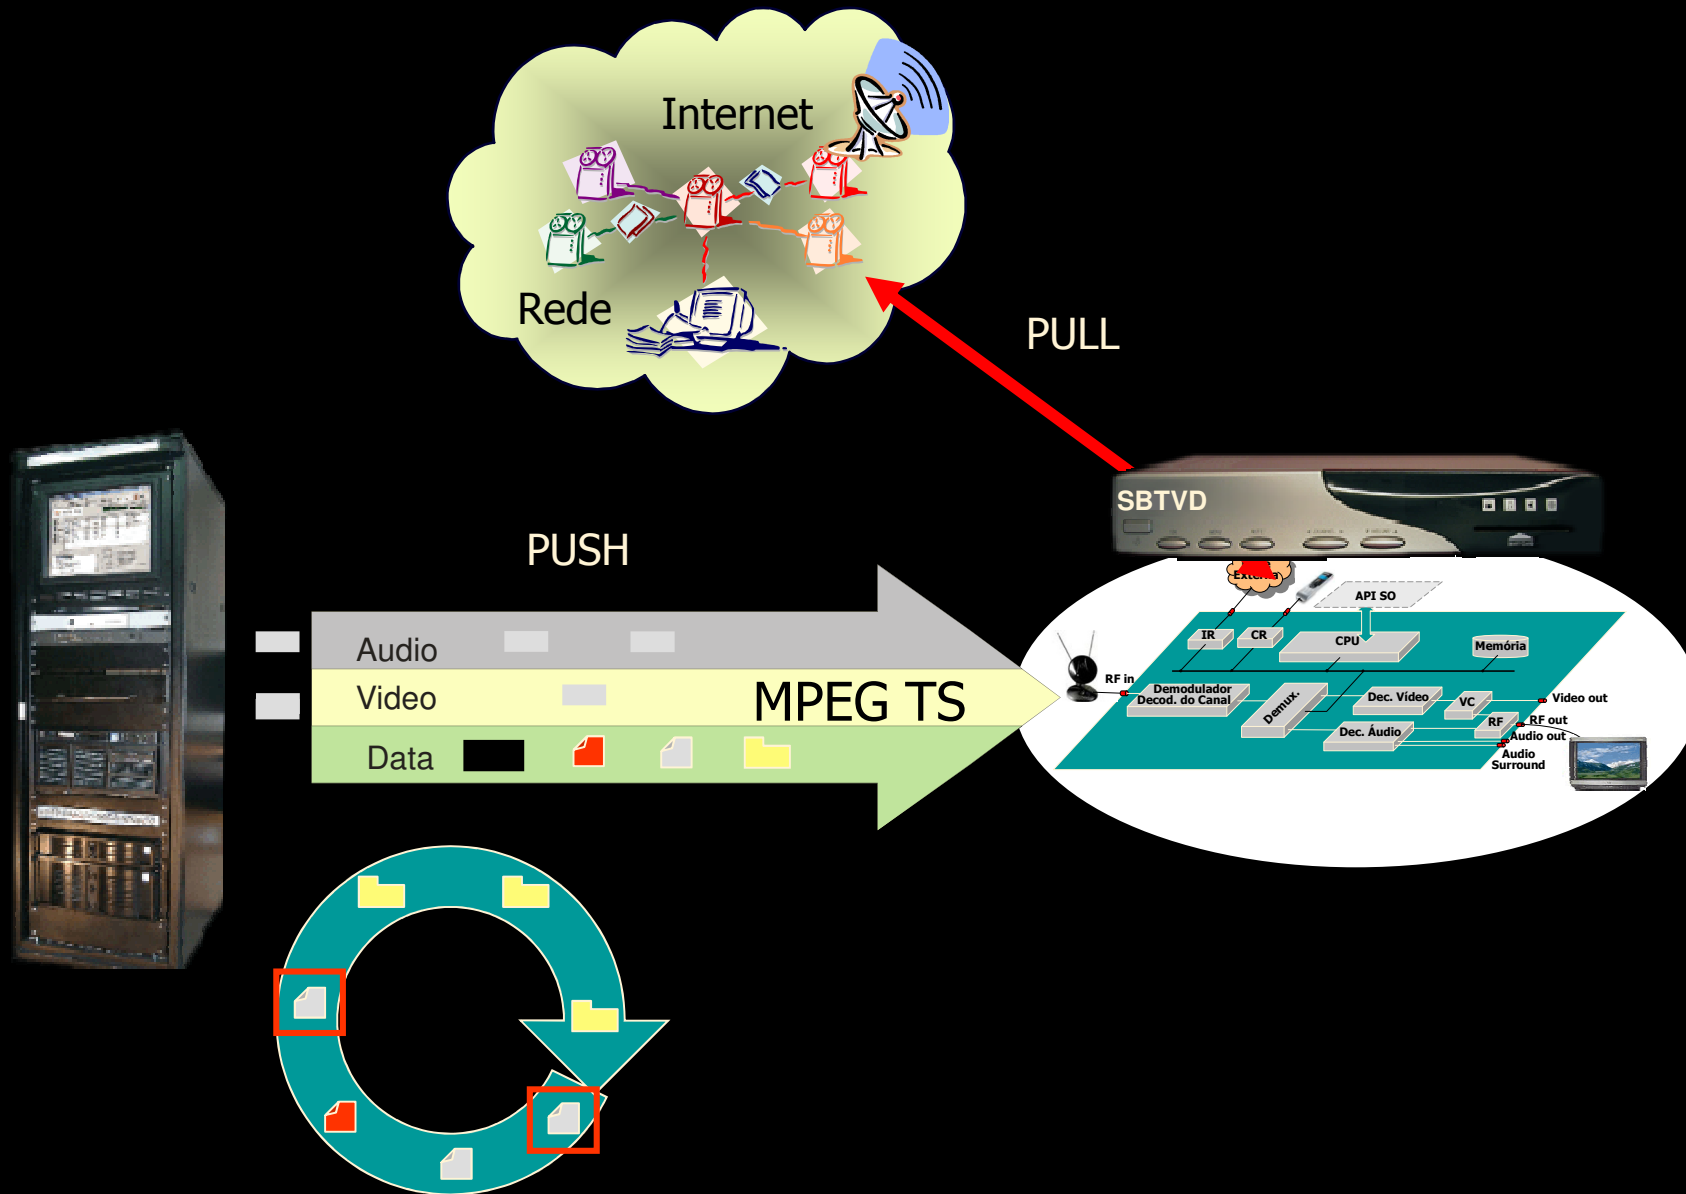 Internet
Rede
PULL
SBTVD
PUSH
Externa
API SO
IR
CR
CPU
Memória
Audio
Video
MPEG TS
Data
RF in
Demodulador
Decod. do Canal
Demux.
Dec. Vídeo
VC
Video out
RF
RF out
Dec. Áudio
Audio out
Audio
Surround